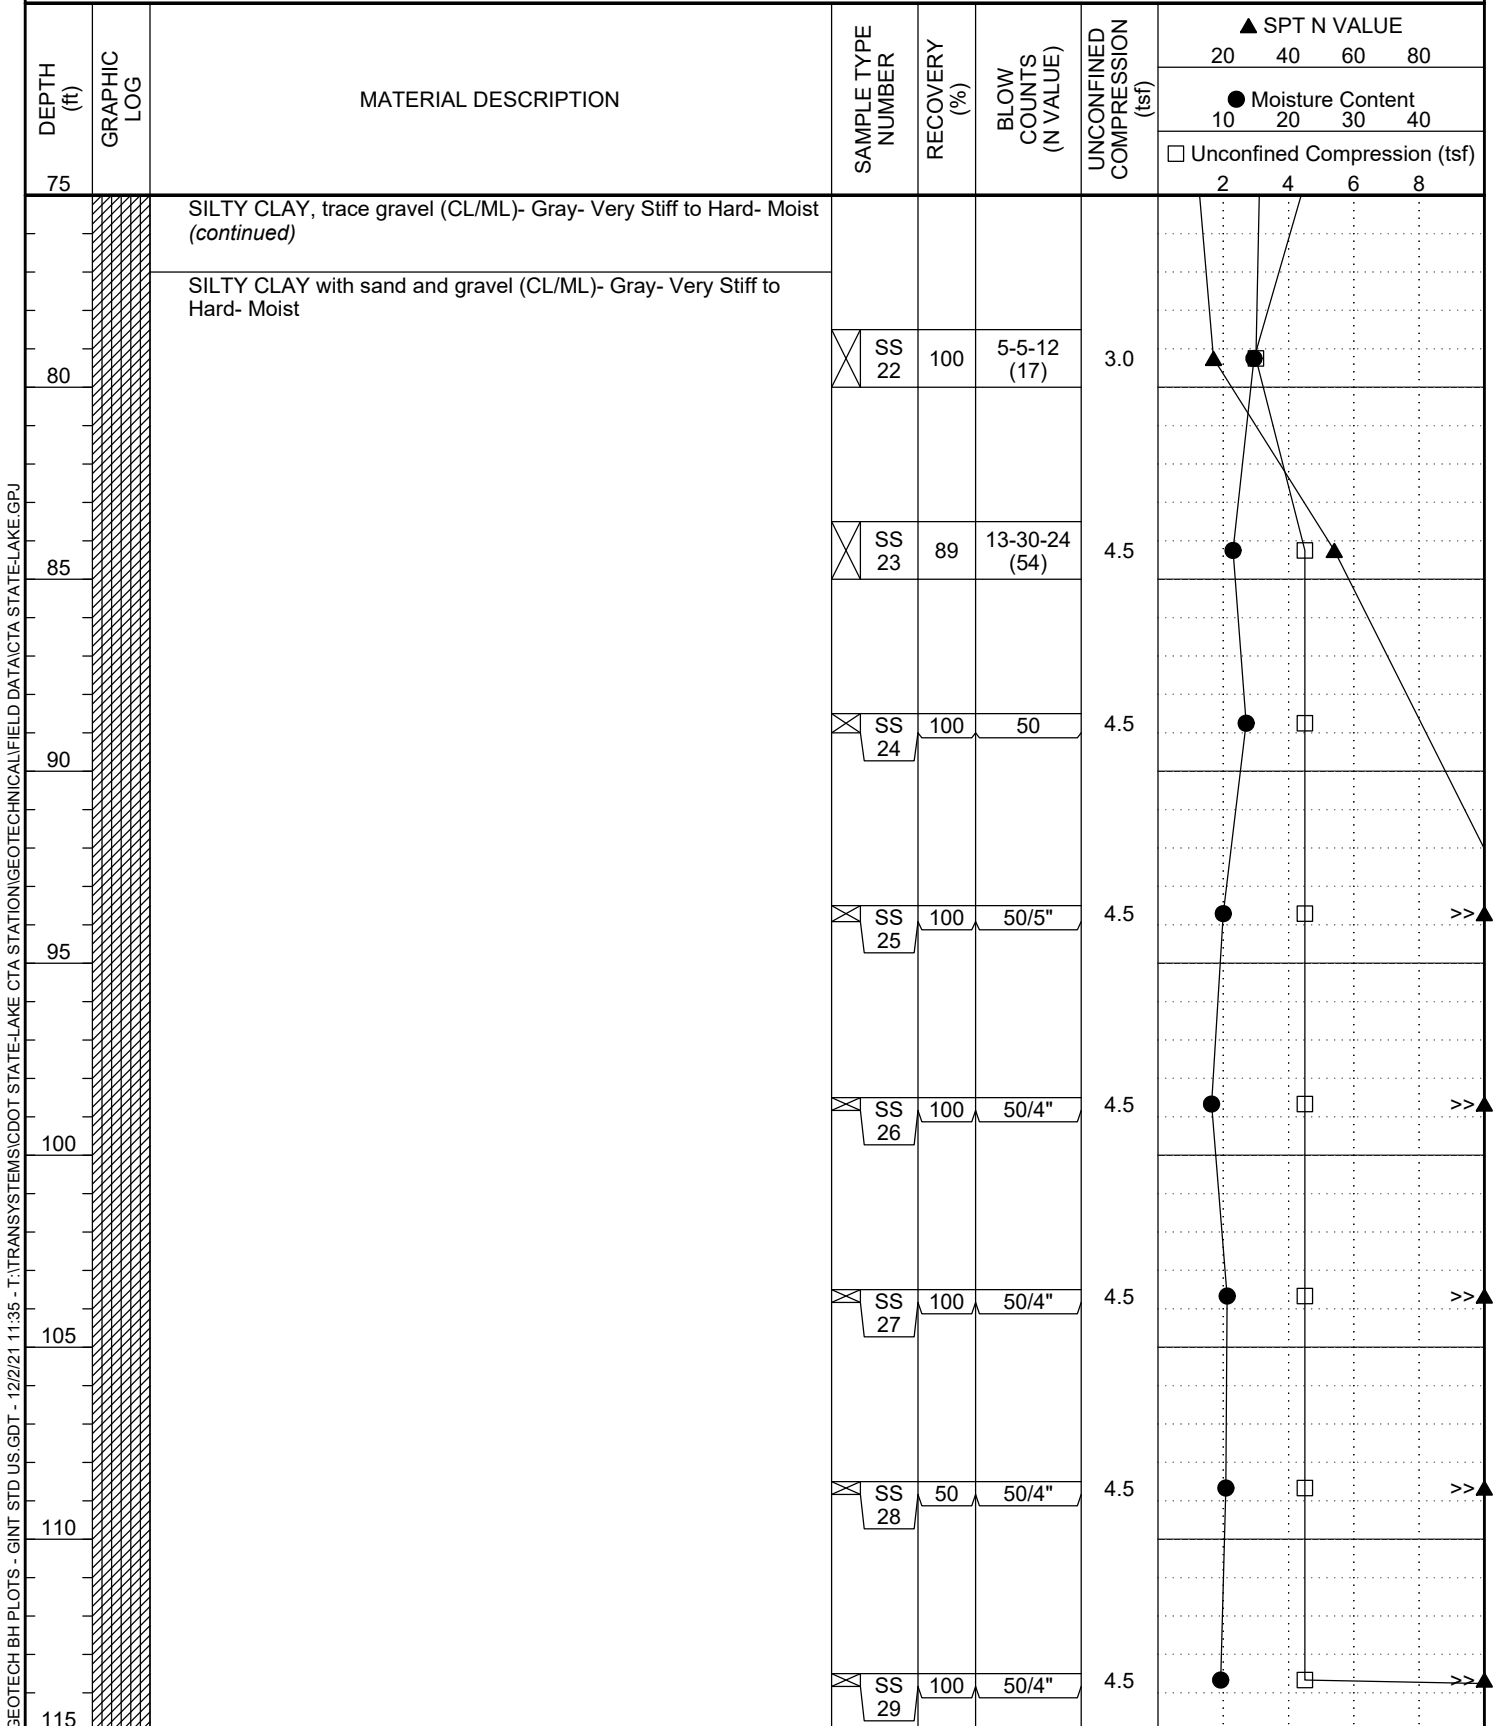 DEPTH
(ft)
GRAPHIC
LOG
MATERIAL DESCRIPTION
SAMPLE TYPE
NUMBER
RECOVERY
(%)
BLOW
COUNTS
(N VALUE)
UNCONFINED
COMPRESSION
(tsf)
▲ SPT N VALUE
20 40 60 80
● Moisture Content
10 20 30 40
□ Unconfined Compression (tsf)
2 4 6 8
75
SILTY CLAY, trace gravel (CL/ML)- Gray- Very Stiff to Hard- Moist
(continued)
SILTY CLAY with sand and gravel (CL/ML)- Gray- Very Stiff to
Hard- Moist
SS
22
100
5-5-12
(17)
3.0
80
SS
23
89
13-30-24
(54)
4.5
85
SS
24
100
50
4.5
90
SS
25
100
50/5"
4.5
>>
95
SS
26
100
50/4"
4.5
>>
100
SS
27
100
50/4"
4.5
>>
105
SS
28
50
50/4"
4.5
>>
110
SS
29
100
50/4"
4.5
>>
115
GEOTECH BH PLOTS - GINT STD US.GDT - 12/2/21 11:35 - T:\TRANSYSTEMS\CDOT STATE-LAKE CTA STATION\GEOTECHNICAL\FIELD DATA\CTA STATE-LAKE.GPJ